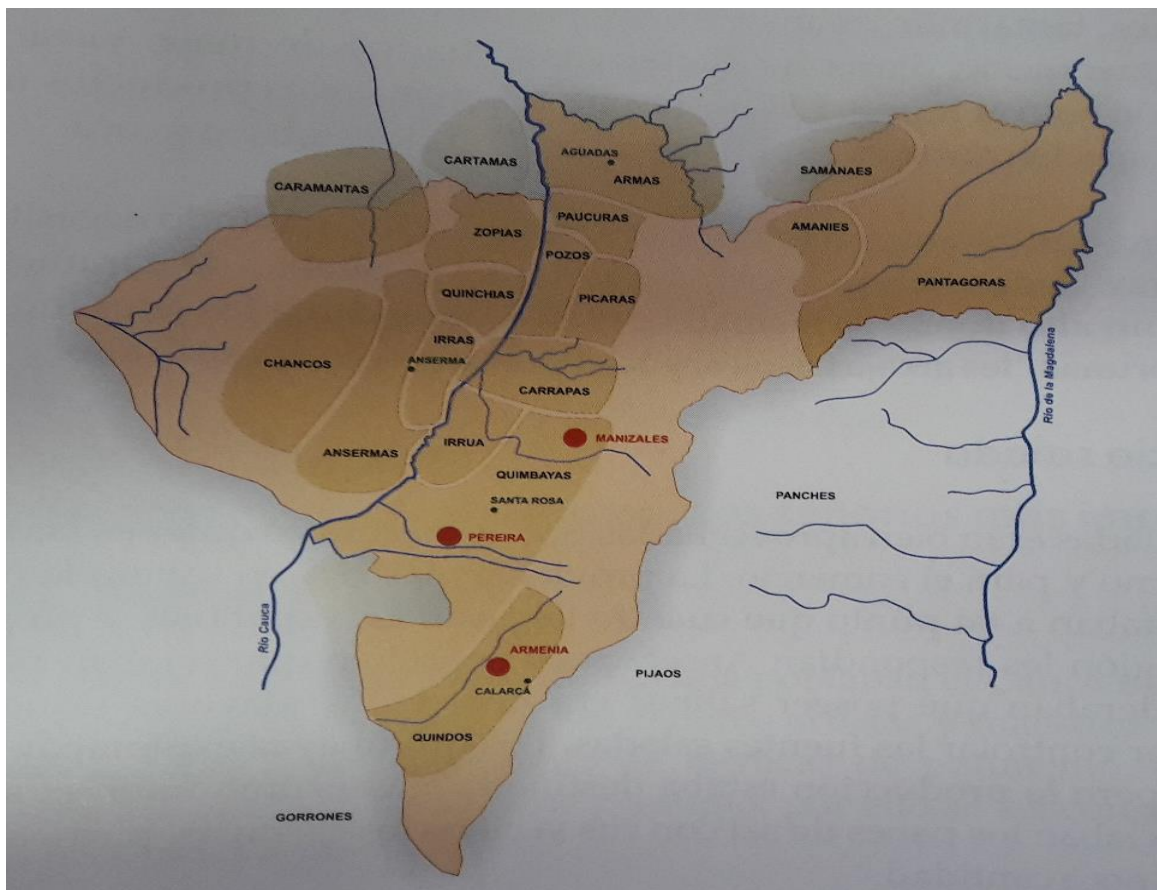 CARTAMAS
CARAMANTAS
AGUADAS
ARMAS
SAMANAES
AMANIES
PANTAGORAS
PAUCURAS
ZOPIAS
POZOS
QUINCHIAS
PICARAS
IRRAS
ANSERMA
CHANCOS
CARRAPAS
ANSERMAS
IRRUA
MANIZALES
QUIMBAYAS
SANTA ROSA
PEREIRA
PANCHES
Río de la Magdalena
Río Cauca
ARMENIA
CALARCÁ
PIJAOS
QUINDOS
GORRONES